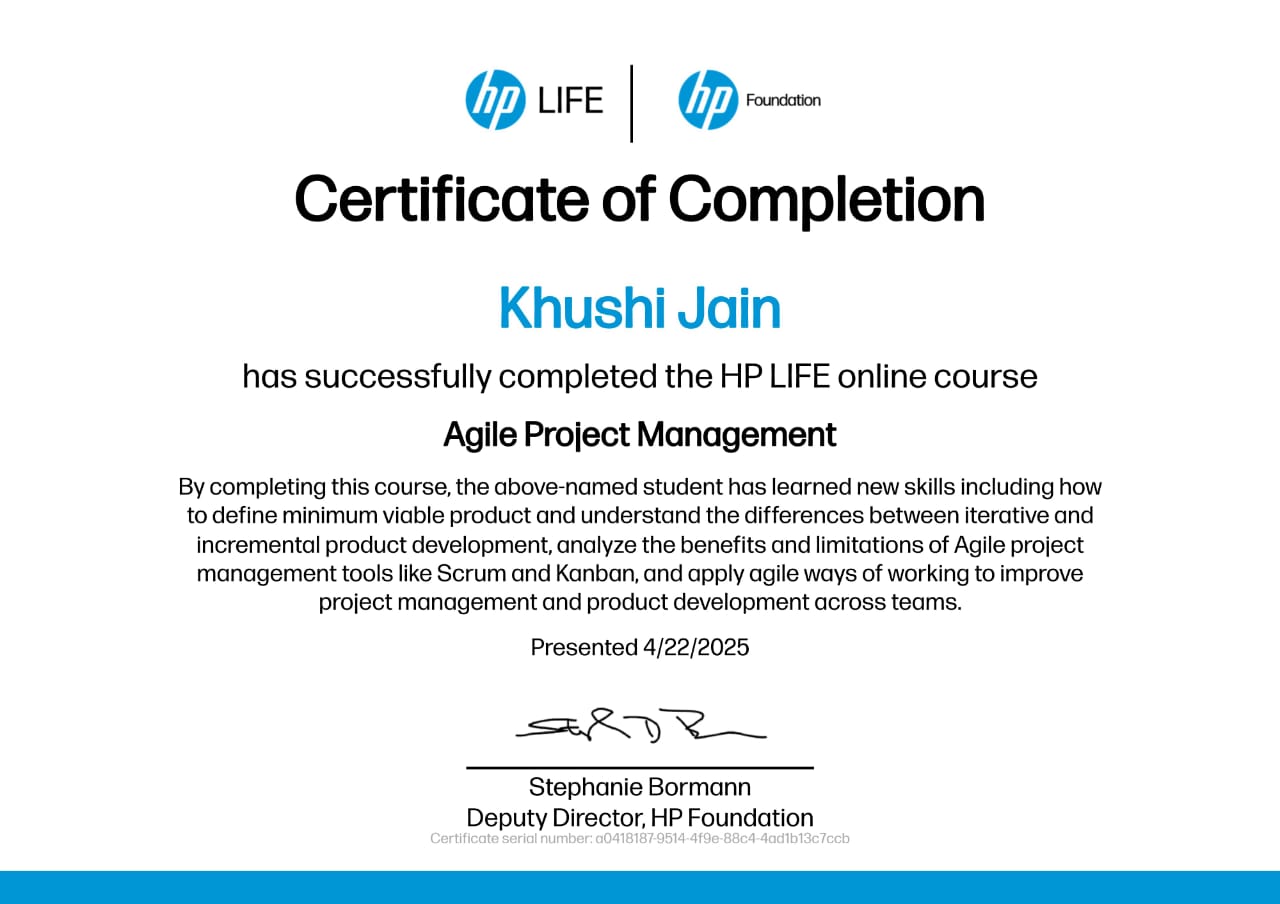 hp LIFE | hp Foundation
Certificate of Completion
Khushi Jain
has successfully completed the HP LIFE online course
Agile Project Management
By completing this course, the above-named student has learned new skills including how
to define minimum viable product and understand the differences between iterative and
incremental product development, analyze the benefits and limitations of Agile project
management tools like Scrum and Kanban, and apply agile ways of working to improve
project management and product development across teams.
Presented 4/22/2025
Stephanie Bormann
Deputy Director, HP Foundation
Certificate serial number: a0418187-9514-4f9e-88c4-4ad1b13c7ccb